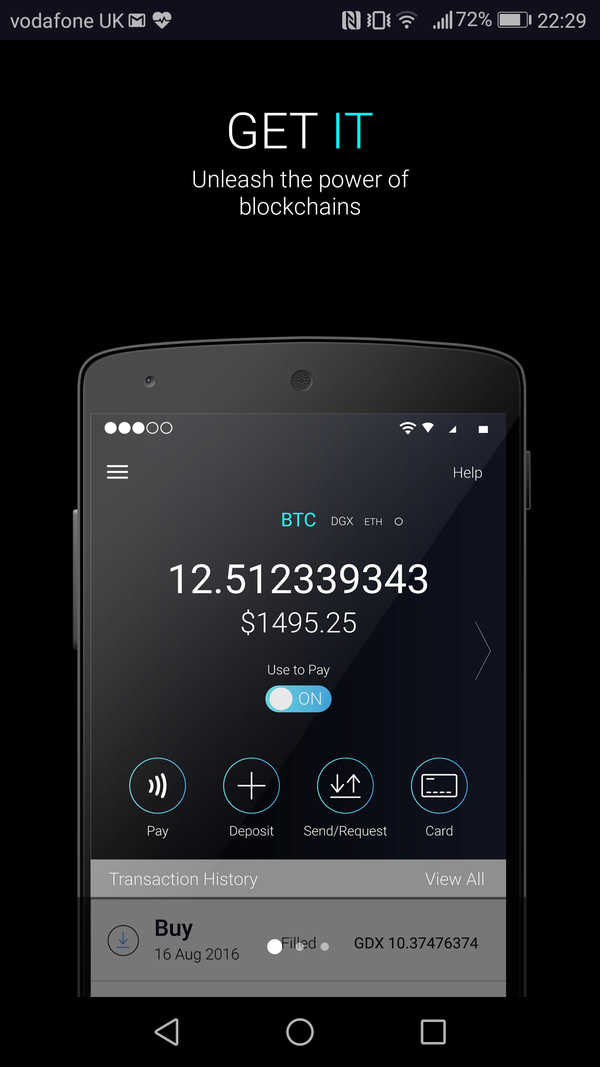 vodafone UK 72% 22:29
GET IT
Unleash the power of
blockchains
Help
BTC DGX ETH
12.512339343
$1495.25
Use to Pay
ON
Pay Deposit Send/Request Card
Transaction History View All
Buy
16 Aug 2016 Filled GDX 10.37476374